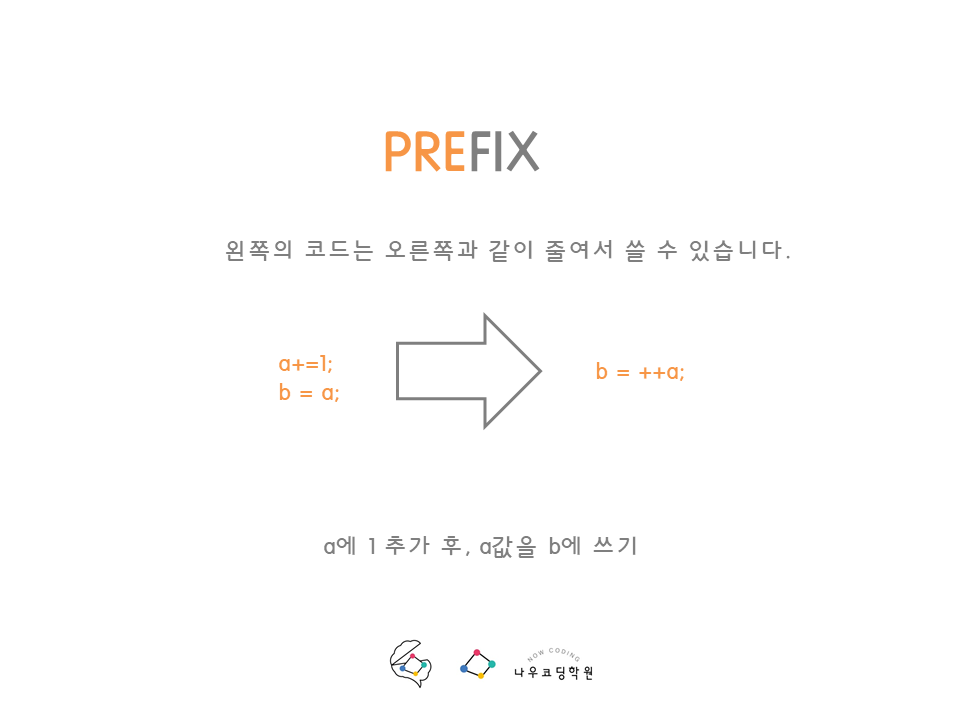 PREFIX
왼쪽의 코드는 오른쪽과 같이 줄여서 쓸 수 있습니다.
a+=1;
b = a;
b = ++a;
a에 1 추가 후, a값을 b에 쓰기
NOW CODING
나우코딩학원